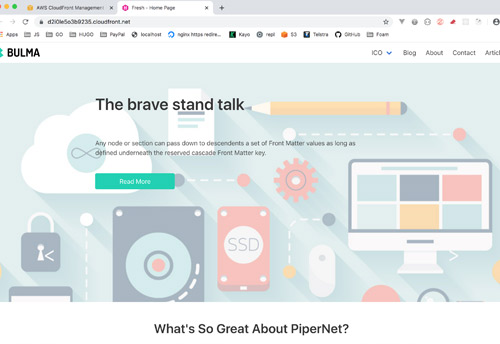 AWS CloudFront Management
Fresh - Home Page
d2i0le5o3b9235.cloudfront.net
Apps JS GO HUGO PayPal localhost nginx https redire... Kayo repl S3 Telstra GitHub Foam
BULMA
ICO Blog About Contact Artic
The brave stand talk
Any node or section can pass down to descendents a set of Front Matter values as long as
defined underneath the reserved cascade Front Matter key.
Read More
SSD
What's So Great About PiperNet?